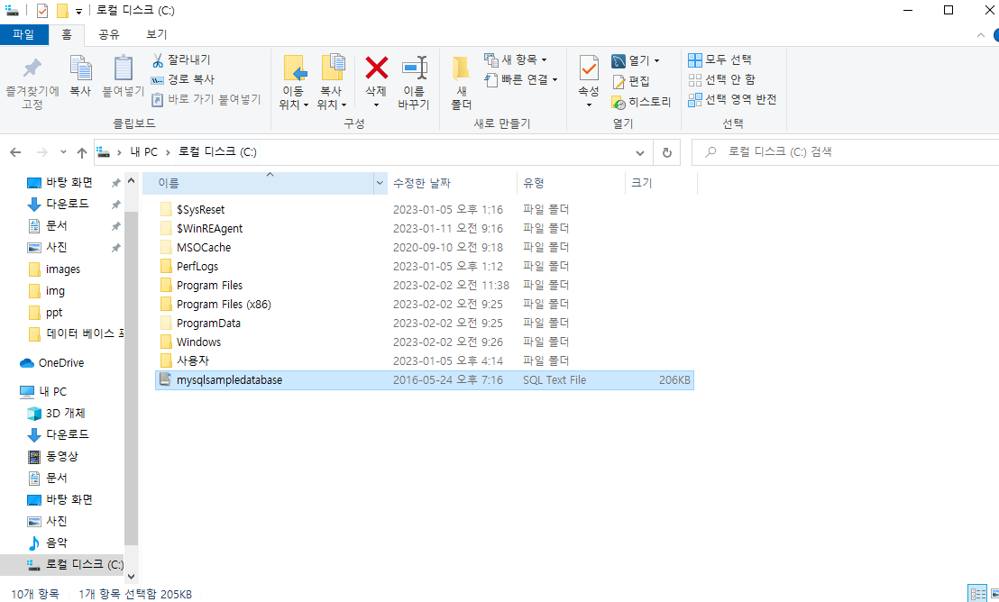 로컬 디스크 (C:)
파일 홈 공유 보기
즐겨찾기에 고정
복사
붙여넣기
잘라내기
경로 복사
바로 가기 붙여넣기
클립보드
이동 위치
복사 위치
삭제
이름 바꾸기
구성
새 폴더
새 항목
빠른 연결
새로 만들기
속성
열기
편집
히스토리
열기
모두 선택
선택 안 함
선택 영역 반전
선택
내 PC 로컬 디스크 (C:)
로컬 디스크 (C:) 검색
바탕 화면
다운로드
문서
사진
images
img
ppt
데이터 베이스
OneDrive
내 PC
3D 개체
다운로드
동영상
문서
바탕 화면
사진
음악
로컬 디스크 (C:)
이름 수정한 날짜 유형 크기
$SysReset 2023-01-05 오후 1:16 파일 폴더
$WinREAgent 2023-01-11 오전 9:16 파일 폴더
MSOCache 2020-09-10 오전 9:18 파일 폴더
PerfLogs 2023-01-05 오후 1:12 파일 폴더
Program Files 2023-02-02 오전 11:38 파일 폴더
Program Files (x86) 2023-02-02 오전 9:25 파일 폴더
ProgramData 2023-02-02 오전 9:25 파일 폴더
Windows 2023-02-02 오전 9:26 파일 폴더
사용자 2023-01-05 오후 4:14 파일 폴더
mysqlsampledatabase 2016-05-24 오후 7:16 SQL Text File 206KB
10개 항목 1개 항목 선택함 205KB